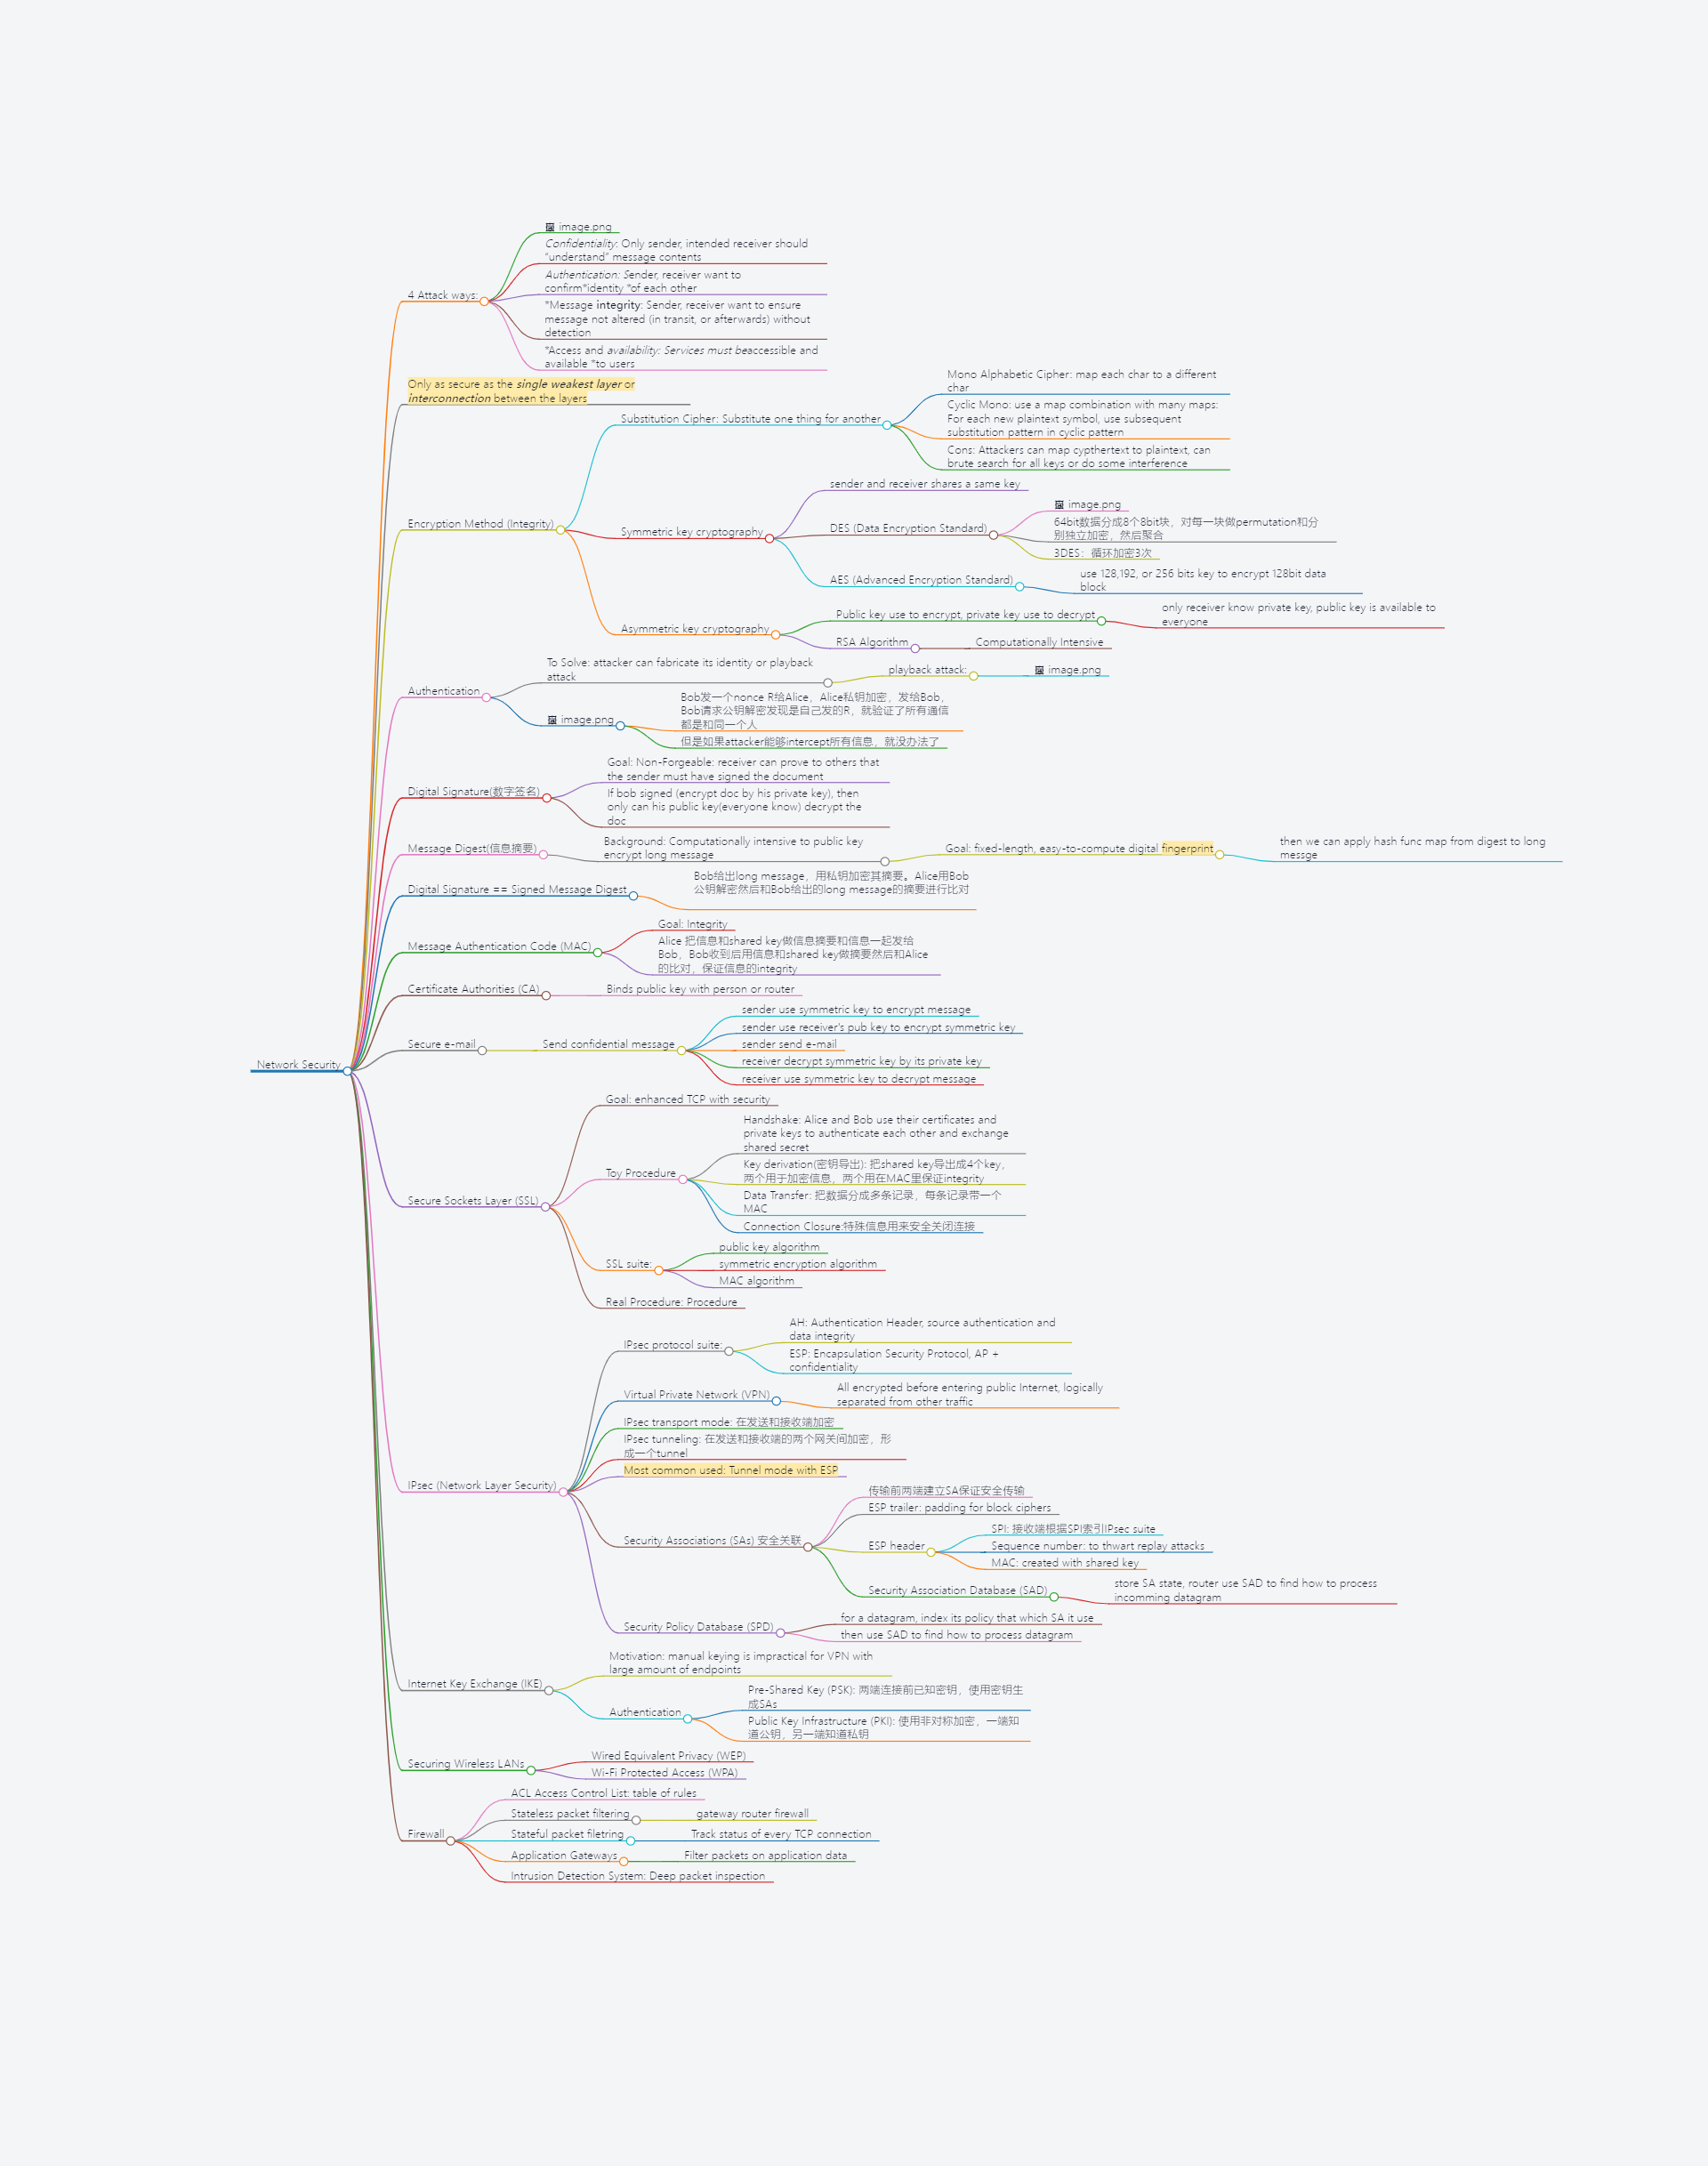 Network Security
4 Attack ways:
image.png
Confidentiality: Only sender, intended receiver should
“understand” message contents
Authentication: Sender, receiver want to
confirm*identity *of each other
*Message integrity: Sender, receiver want to ensure
message not altered (in transit, or afterwards) without
detection
*Access and availability: Services must beaccessible and
available *to users
Only as secure as the single weakest layer or
interconnection between the layers
Encryption Method (Integrity)
Substitution Cipher: Substitute one thing for another
Mono Alphabetic Cipher: map each char to a different
char
Cyclic Mono: use a map combination with many maps:
For each new plaintext symbol, use subsequent
substitution pattern in cyclic pattern
Cons: Attackers can map cypthertext to plaintext, can
brute search for all keys or do some interference
Symmetric key cryptography
sender and receiver shares a same key
DES (Data Encryption Standard)
image.png
64bit数据分成8个8bit块，对每一块做permutation和分
别独立加密，然后聚合
3DES：循环加密3次
AES (Advanced Encryption Standard)
use 128,192, or 256 bits key to encrypt 128bit data
block
Asymmetric key cryptography
Public key use to encrypt, private key use to decrypt
only receiver know private key, public key is available to
everyone
RSA Algorithm
Computationally Intensive
Authentication
To Solve: attacker can fabricate its identity or playback
attack
playback attack:
image.png
image.png
Bob发一个nonce R给Alice，Alice私钥加密，发给Bob，
Bob请求公钥解密发现是自己发的R，就验证了所有通信
都是和同一个人
但是如果attacker能够intercept所有信息，就没办法了
Digital Signature(数字签名)
Goal: Non-Forgeable: receiver can prove to others that
the sender must have signed the document
If bob signed (encrypt doc by his private key), then
only can his public key(everyone know) decrypt the
doc
Message Digest(信息摘要)
Background: Computationally intensive to public key
encrypt long message
Goal: fixed-length, easy-to-compute digital fingerprint
then we can apply hash func map from digest to long
messge
Digital Signature == Signed Message Digest
Bob给出long message，用私钥加密其摘要。Alice用Bob
公钥解密然后和Bob给出的long message的摘要进行比对
Message Authentication Code (MAC)
Goal: Integrity
Alice 把信息和shared key做信息摘要和信息一起发给
Bob，Bob收到后用信息和shared key做摘要然后和Alice
的比对，保证信息的integrity
Certificate Authorities (CA)
Binds public key with person or router
Secure e-mail
Send confidential message
sender use symmetric key to encrypt message
sender use receiver's pub key to encrypt symmetric key
sender send e-mail
receiver decrypt symmetric key by its private key
receiver use symmetric key to decrypt message
Secure Sockets Layer (SSL)
Goal: enhanced TCP with security
Toy Procedure
Handshake: Alice and Bob use their certificates and
private keys to authenticate each other and exchange
shared secret
Key derivation(密钥导出): 把shared key导出成4个key，
两个用于加密信息，两个用在MAC里保证integrity
Data Transfer: 把数据分成多条记录，每条记录带一个
MAC
Connection Closure:特殊信息用来安全关闭连接
SSL suite:
public key algorithm
symmetric encryption algorithm
MAC algorithm
Real Procedure: Procedure
IPsec (Network Layer Security)
IPsec protocol suite:
AH: Authentication Header, source authentication and
data integrity
ESP: Encapsulation Security Protocol, AP +
confidentiality
Virtual Private Network (VPN)
All encrypted before entering public Internet, logically
separated from other traffic
IPsec transport mode: 在发送和接收端加密
IPsec tunneling: 在发送和接收端的两个网关间加密，形
成一个tunnel
Most common used: Tunnel mode with ESP
Security Associations (SAs) 安全关联
传输前两端建立SA保证安全传输
ESP trailer: padding for block ciphers
ESP header
SPI: 接收端根据SPI索引IPsec suite
Sequence number: to thwart replay attacks
MAC: created with shared key
Security Association Database (SAD)
store SA state, router use SAD to find how to process
incomming datagram
Security Policy Database (SPD)
for a datagram, index its policy that which SA it use
then use SAD to find how to process datagram
Internet Key Exchange (IKE)
Motivation: manual keying is impractical for VPN with
large amount of endpoints
Authentication
Pre-Shared Key (PSK): 两端连接前已知密钥，使用密钥生
成SAs
Public Key Infrastructure (PKI): 使用非对称加密，一端知
道公钥，另一端知道私钥
Securing Wireless LANs
Wired Equivalent Privacy (WEP)
Wi-Fi Protected Access (WPA)
Firewall
ACL Access Control List: table of rules
Stateless packet filtering
gateway router firewall
Stateful packet filetring
Track status of every TCP connection
Application Gateways
Filter packets on application data
Intrusion Detection System: Deep packet inspection